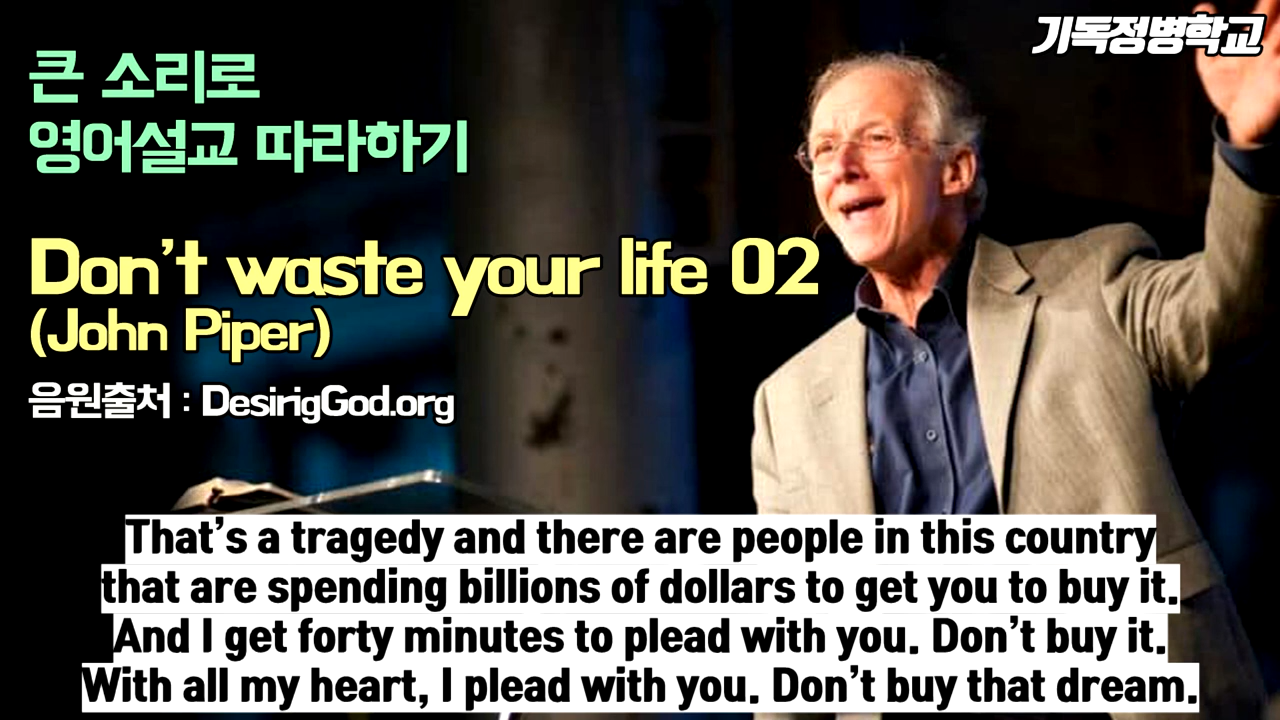 기독정병학교
큰 소리로
영어설교 따라하기
Don't waste your life 02
(John Piper)
음원출처 : DesirigGod.org
That's a tragedy and there are people in this country
that are spending billions of dollars to get you to buy it.
And I get forty minutes to plead with you. Don't buy it.
With all my heart, I plead with you. Don't buy that dream.